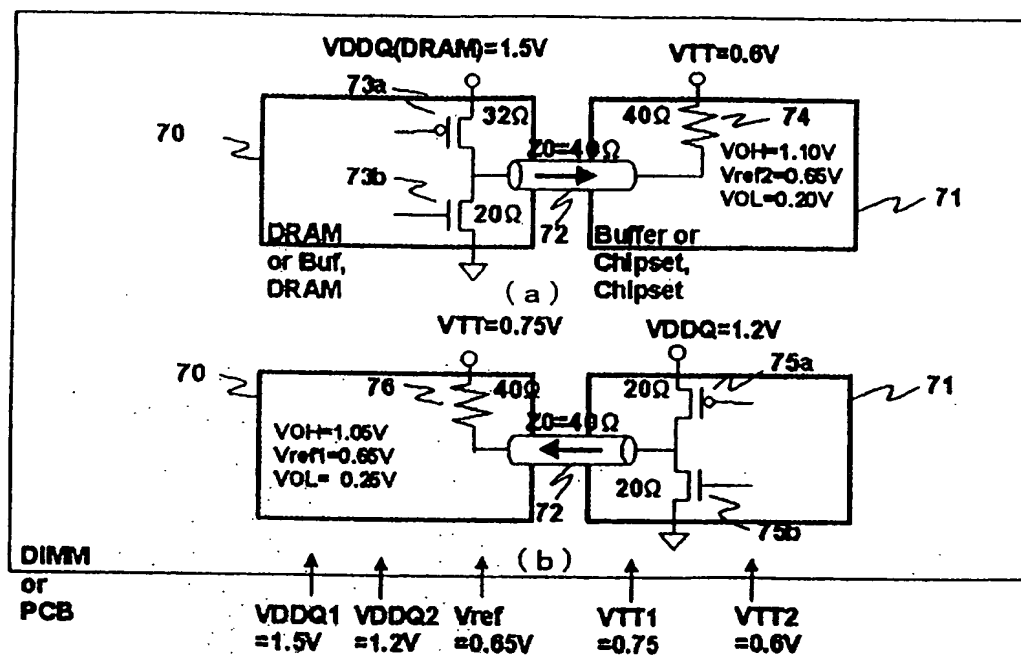 VDDQ(DRAM)=1.5V
VTT=0.6V
73a
70
32Ω
40Ω
74
Z0=40Ω
VOH=1.10V
Vref2=0.65V
VOL=0.20V
73b
20Ω
72
71
DRAM
or Buf,
DRAM
Buffer or
Chipset,
Chipset
(a)
VTT=0.75V
VDDQ=1.2V
70
76
40Ω
20Ω
75a
71
Z0=40Ω
VOH=1.05V
Vref1=0.65V
VOL= 0.25V
20Ω
72
75b
(b)
DIMM
or
PCB
VDDQ1
=1.5V
VDDQ2
=1.2V
Vref
=0.65V
VTT1
=0.75
VTT2
=0.6V